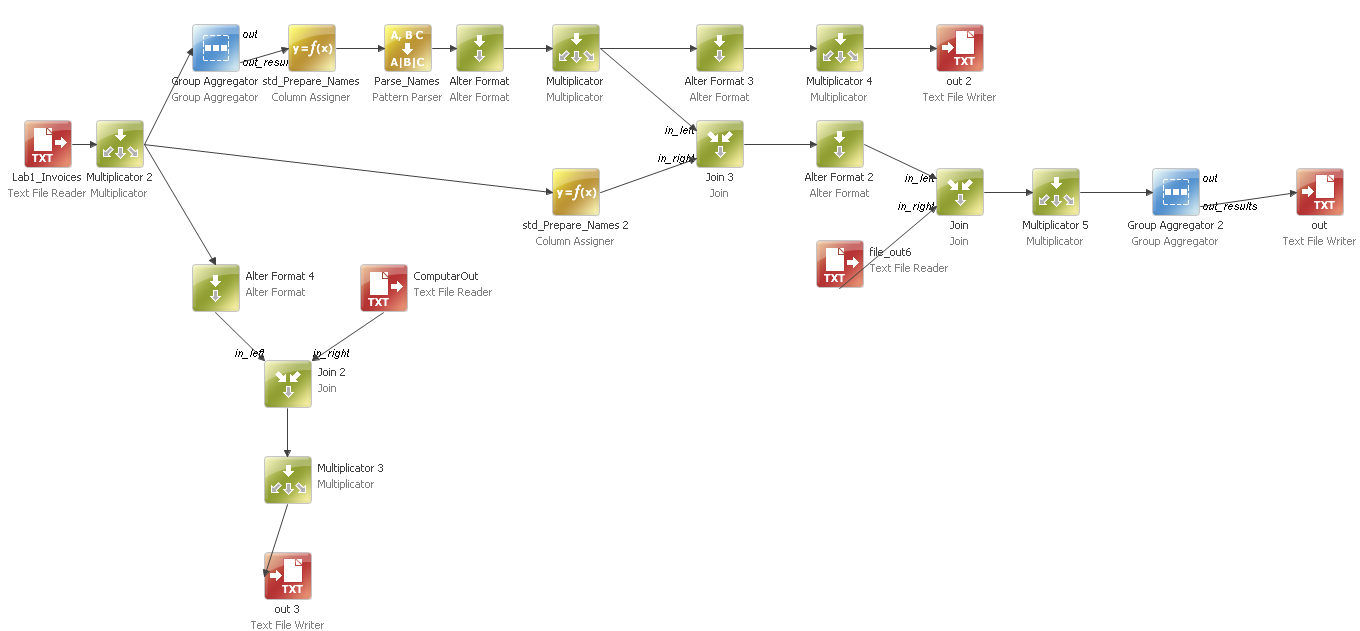 out
out_results
A, B C
A|B|C
y=f(x)
TXT
Group Aggregator
Group Aggregator
std_Prepare_Names
Column Assigner
Parse_Names
Pattern Parser
Alter Format
Alter Format
Multiplicator
Multiplicator
Alter Format 3
Alter Format
Multiplicator 4
Multiplicator
out 2
Text File Writer
in_left
in_right
TXT
Lab1_Invoices
Text File Reader
Multiplicator 2
Multiplicator
Join 3
Join
Alter Format 2
Alter Format
y=f(x)
std_Prepare_Names 2
Column Assigner
in_left
in_right
Join
Join
Multiplicator 5
Multiplicator
out
out_results
Group Aggregator 2
Group Aggregator
TXT
out
Text File Writer
TXT
file_out6
Text File Reader
Alter Format 4
Alter Format
TXT
ComputarOut
Text File Reader
in_left
in_right
Join 2
Join
Multiplicator 3
Multiplicator
TXT
out 3
Text File Writer